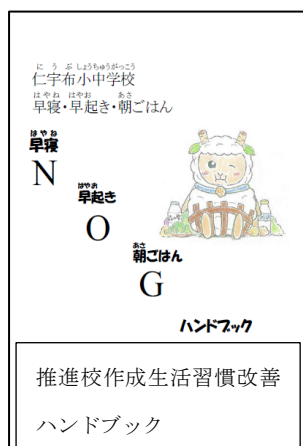 にうぶしょうちゅうがっこう
仁宇布小中学校
はやね はやお あさ
早寝・早起き・朝ごはん
はやね
早寝
N
はやお
早起き
O
あさ
朝ごはん
G
ハンドブック
推進校作成生活習慣改善
ハンドブック